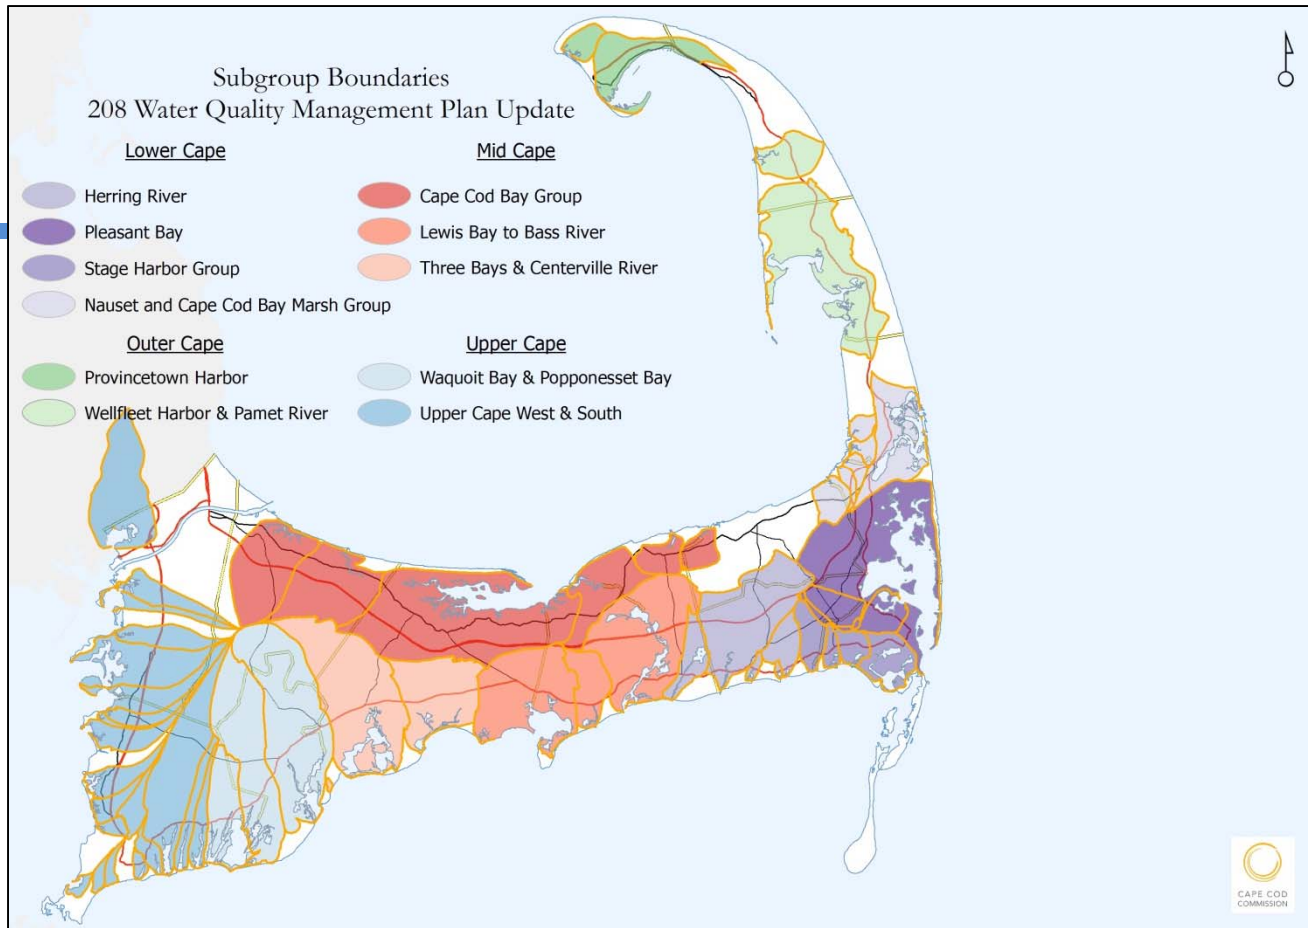 Subgroup Boundaries
208 Water Quality Management Plan Update
Lower Cape
Herring River
Pleasant Bay
Stage Harbor Group
Nauset and Cape Cod Bay Marsh Group
Mid Cape
Cape Cod Bay Group
Lewis Bay to Bass River
Three Bays & Centerville River
Outer Cape
Provincetown Harbor
Wellfleet Harbor & Pamet River
Upper Cape
Waquoit Bay & Popponesset Bay
Upper Cape West & South
CAPE COD
COMMISSION